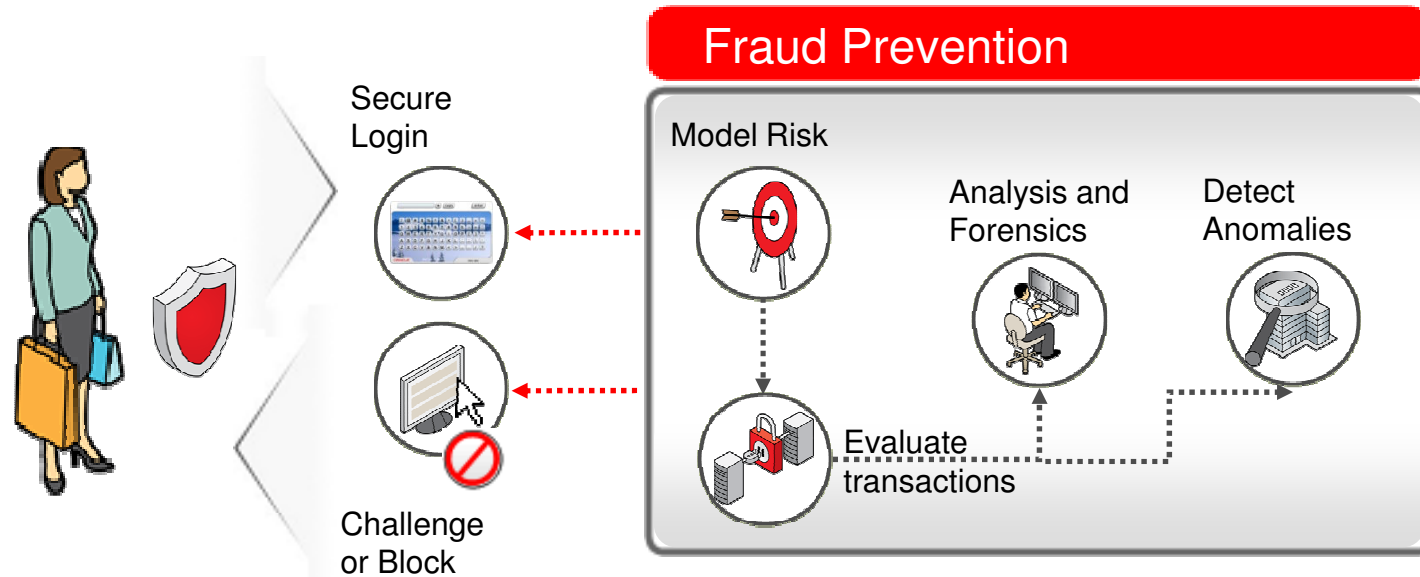 Fraud Prevention
Secure
Login
Model Risk
Analysis and
Forensics
Detect
Anomalies
Evaluate
transactions
Challenge
or Block